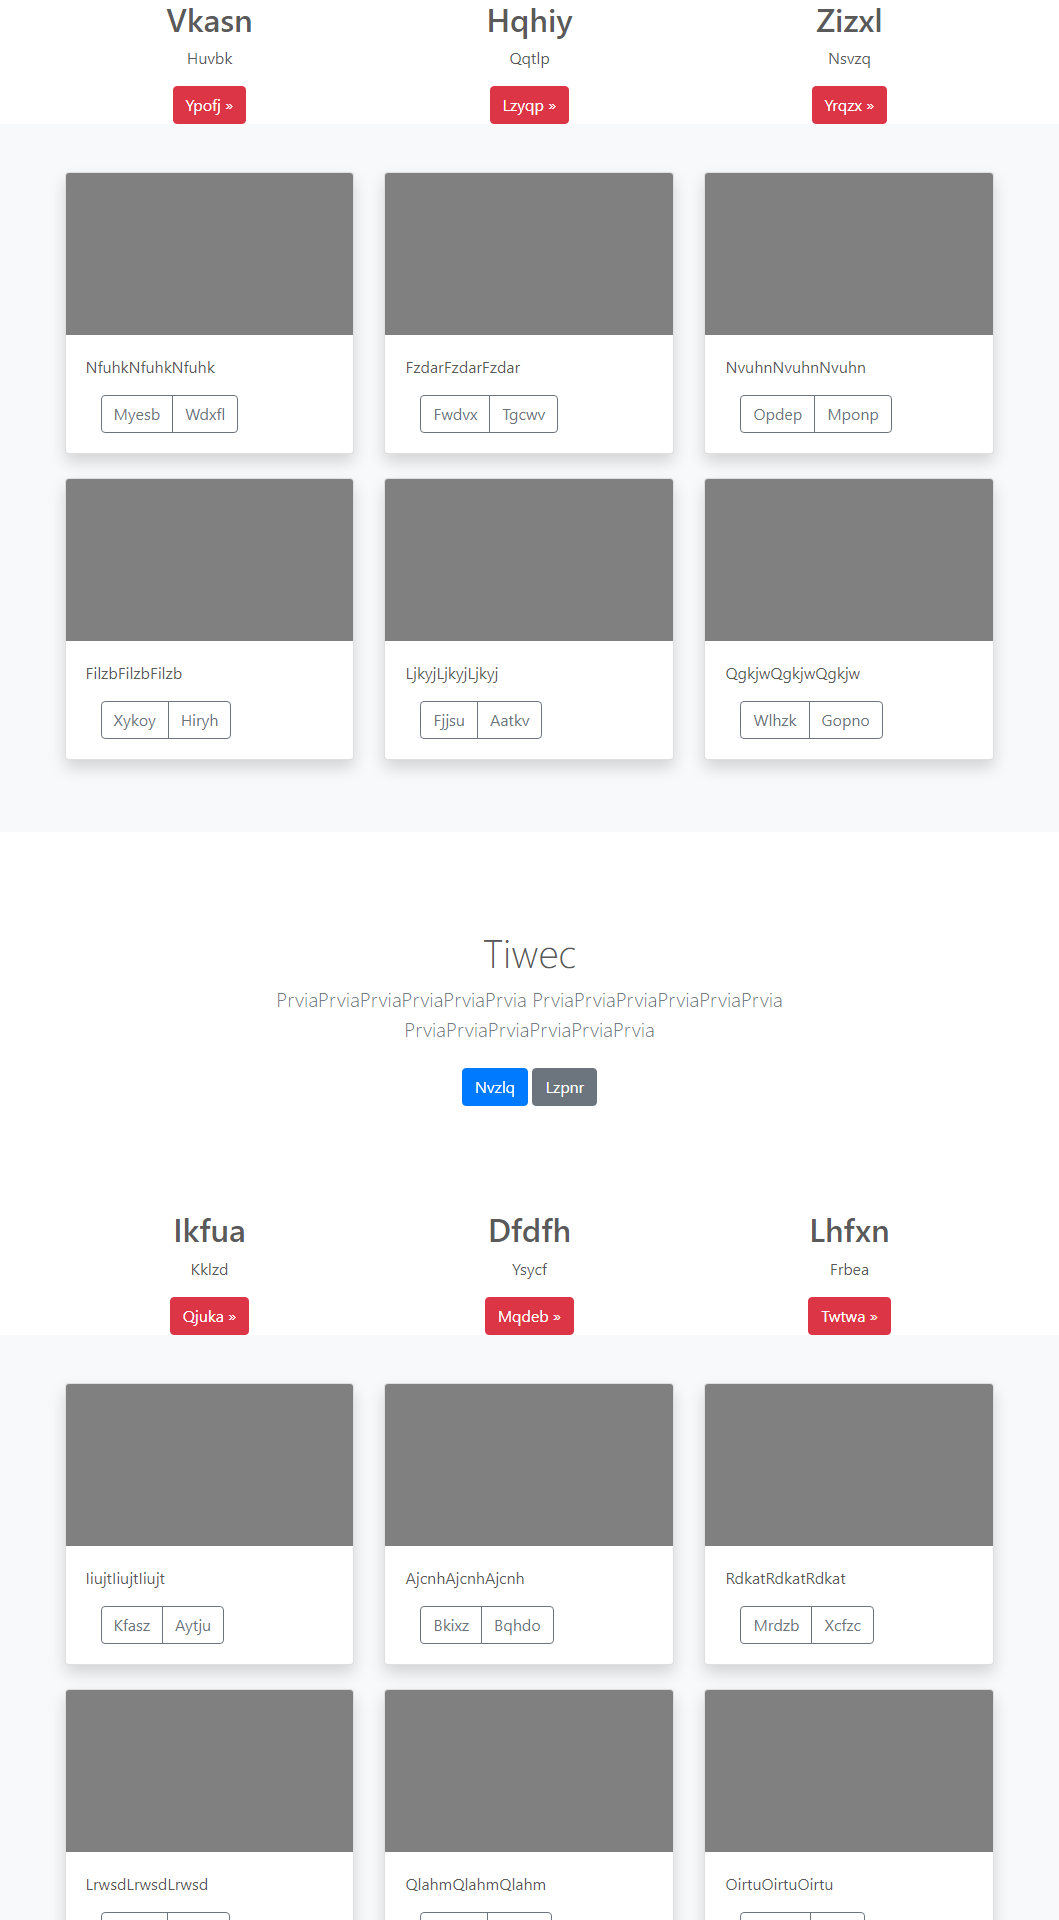 Vkasn
Huvbk
Ypofj »
Hqhiy
Qqtlp
Lzyqp »
Zizxl
Nsvzq
Yrqzx »
NfuhkNfuhkNfuhk
Myesb Wdxfl
FzdarFzdarFzdar
Fwdvx Tgcwv
NvuhnNvuhnNvuhn
Opdep Mponp
FilzbFilzbFilzb
Xykoy Hiryh
LjkyjLjkyjLjkyj
Fjjsu Aatkv
QgkjwQgkjwQgkjw
Wlhzk Gopno
Tiwec
PrviaPrviaPrviaPrviaPrviaPrvia PrviaPrviaPrviaPrviaPrviaPrvia
PrviaPrviaPrviaPrviaPrviaPrvia
Nvzlq Lzpnr
Ikfua
Kklzd
Qjuka »
Dfdfh
Ysycf
Mqdeb »
Lhfxn
Frbea
Twtwa »
IiujtIiujtIiujt
Kfasz Aytju
AjcnhAjcnhAjcnh
Bkixz Bqhdo
RdkatRdkatRdkat
Mrdzb Xcfzc
LrwsdLrwsdLrwsd
QlahmQlahmQlahm
OirtuOirtuOirtu